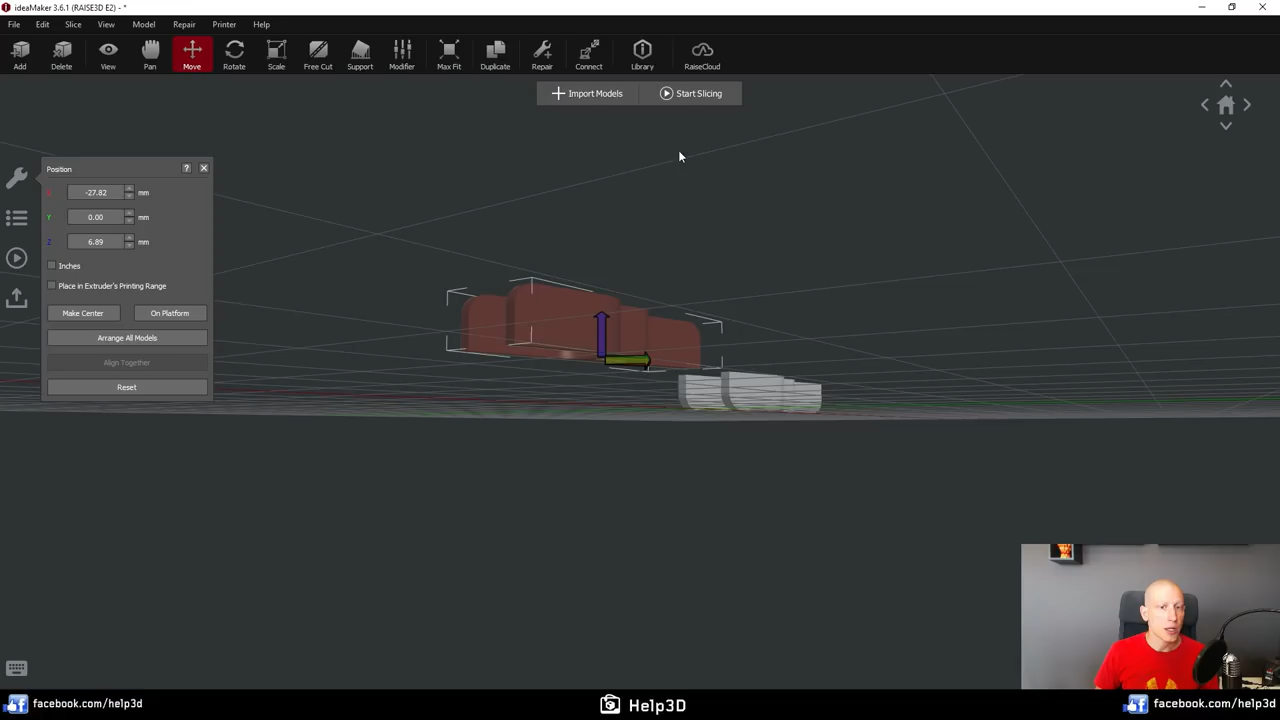 ideaMaker 3.6.1 (RAISE3D E2) - *
File Edit Slice View Model Repair Printer Help
Add Delete View Pan Move Rotate Scale Free Cut Support Modifier Max Fit Duplicate Repair Connect Library RaiseCloud
Import Models Start Slicing
Position ?
X -27.82 mm
Y 0.00 mm
Z 6.89 mm
Inches
Place in Extruder's Printing Range
Make Center On Platform
Arrange All Models
Align Together
Reset
facebook.com/help3d Help3D facebook.com/help3d